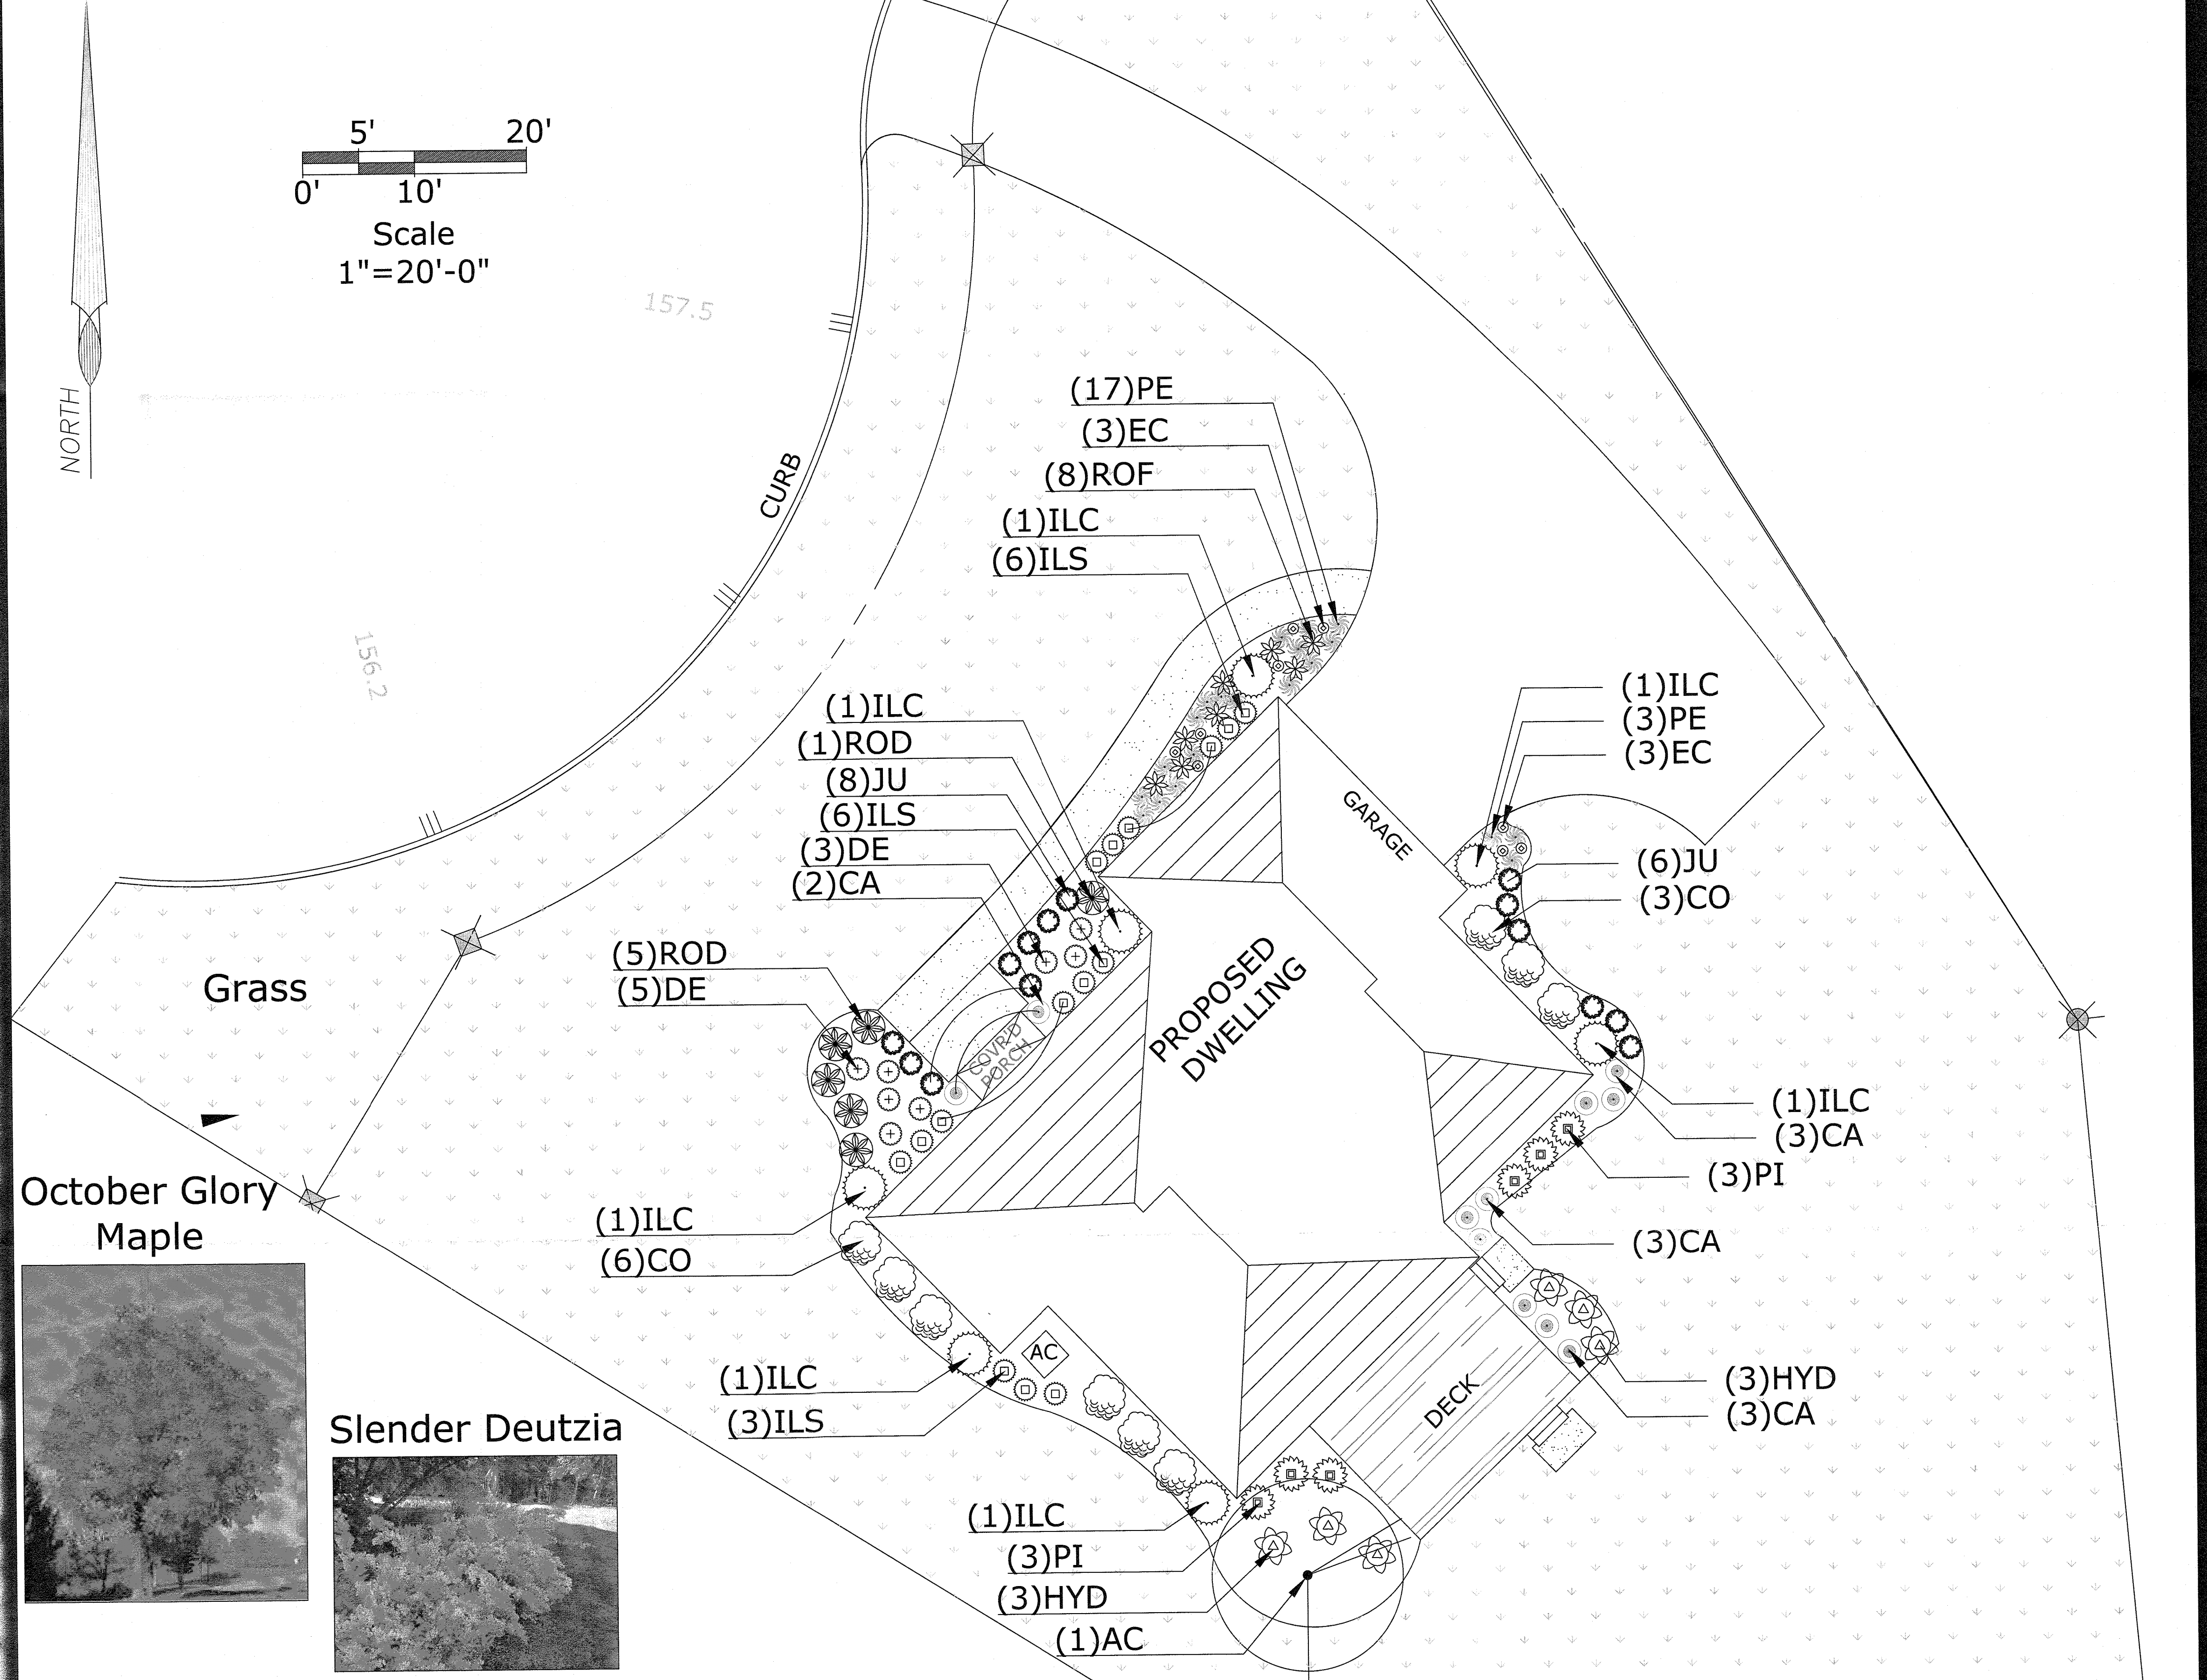 5' 20'
0' 10'
Scale
1"=20'-0"
NORTH
157.5
156.2
CURB
(17)PE
(3)EC
(8)ROF
(1)ILC
(6)ILS
(1)ILC
(1)ROD
(8)JU
(6)ILS
(3)DE
(2)CA
(5)ROD
(5)DE
(1)ILC
(3)PE
(3)EC
(6)JU
(3)CO
GARAGE
PROPOSED
DWELLING
COVR'D
PORCH
Grass
(1)ILC
(3)CA
(3)PI
(3)CA
(1)ILC
(6)CO
AC
(1)ILC
(3)ILS
DECK
(3)HYD
(3)CA
(1)ILC
(3)PI
(3)HYD
(1)AC
October Glory
Maple
Slender Deutzia